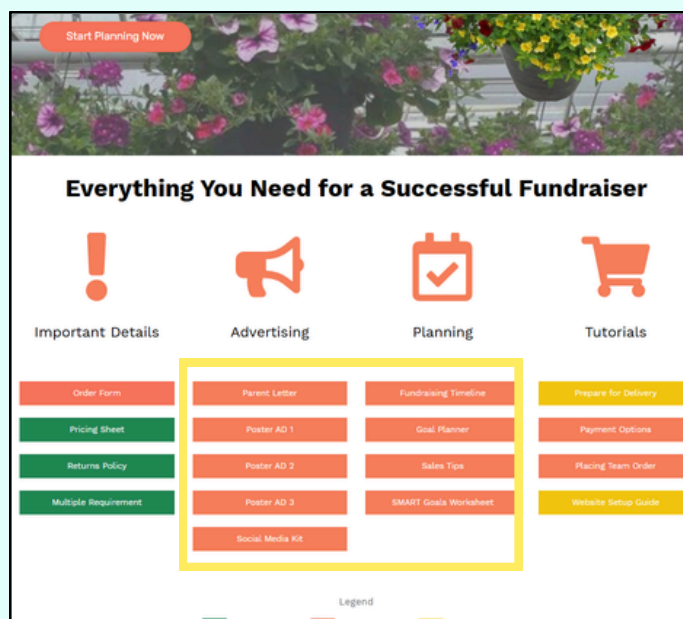 Start Planning Now
Everything You Need for a Successful Fundraiser
Important Details
Advertising
Planning
Tutorials
Order Form
Parent Letter
Fundraising Timeline
Prepare for Delivery
Pricing Sheet
Poster AD 1
Goal Planner
Payment Options
Returns Policy
Poster AD 2
Sales Tips
Placing Team Order
Multiple Requirement
Poster AD 3
SMART Goals Worksheet
Website Setup Guide
Social Media Kit
Legend